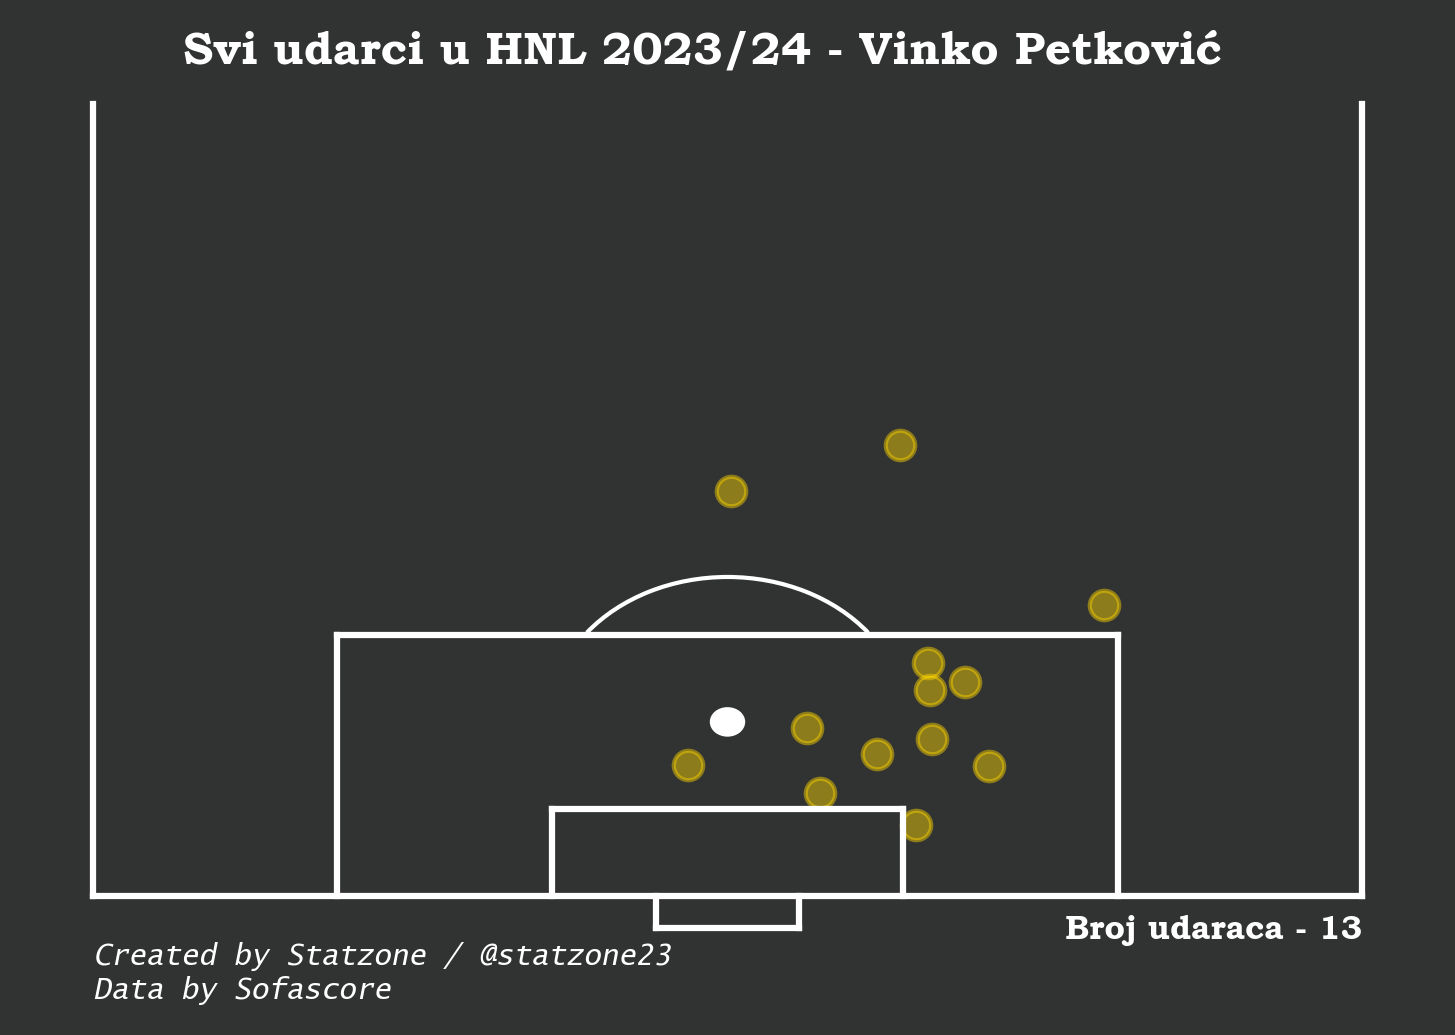 Svi udarci u HNL 2023/24 - Vinko Petković
Broj udaraca - 13
Created by Statzone / @statzone23
Data by Sofascore